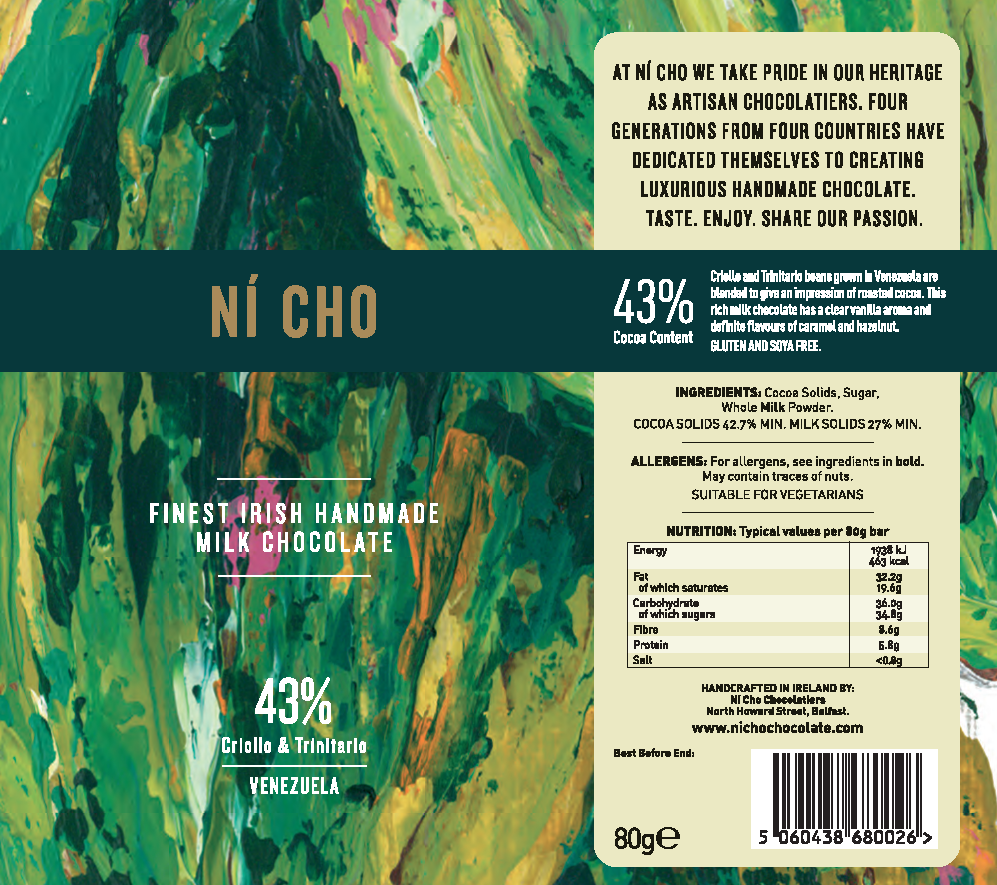 AT NÍ CHO WE TAKE PRIDE IN OUR HERITAGE
AS ARTISAN CHOCOLATIERS. FOUR
GENERATIONS FROM FOUR COUNTRIES HAVE
DEDICATED THEMSELVES TO CREATING
LUXURIOUS HANDMADE CHOCOLATE.
TASTE. ENJOY. SHARE OUR PASSION.
NÍ CHO
43%
Cocoa Content
Criollo and Trinitario beans grown in Venezuela are
blended to give an impression of roasted cocoa. This
rich milk chocolate has a clear vanilla aroma and
definite flavours of caramel and hazelnut.
GLUTEN AND SOYA FREE.
INGREDIENTS: Cocoa Solids, Sugar,
Whole Milk Powder.
COCOA SOLIDS 42.7% MIN. MILK SOLIDS 27% MIN.
ALLERGENS: For allergens, see ingredients in bold.
May contain traces of nuts.
SUITABLE FOR VEGETARIANS
FINEST IRISH HANDMADE
MILK CHOCOLATE
43%
Criollo & Trinitario
VENEZUELA
NUTRITION: Typical values per 80g bar
Energy 1938 kJ
463 kcal
Fat 32.2g
of which saturates 19.6g
Carbohydrate 36.0g
of which sugars 34.8g
Fibre 8.6g
Protein
Salt
HANDCRAFTED IN IRELAND BY:
Ní Cho Chocolatiers
North Howard Street, Belfast.
www.nichochocolate.com
Best Before End:
80g℮
5 060438 680026 >